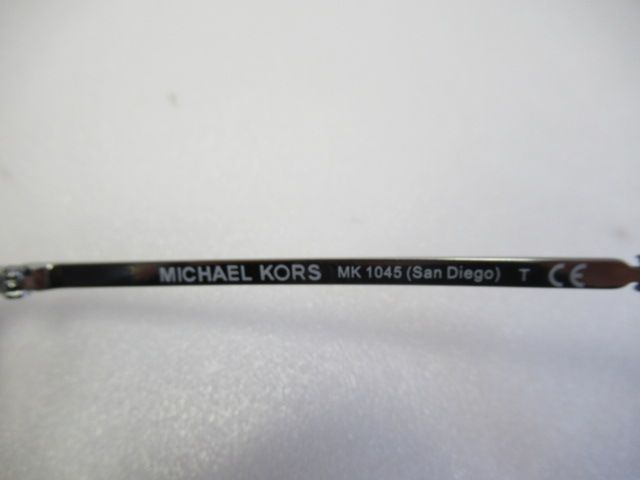 MICHAEL KORS MK 1045 (San Diego) T CE